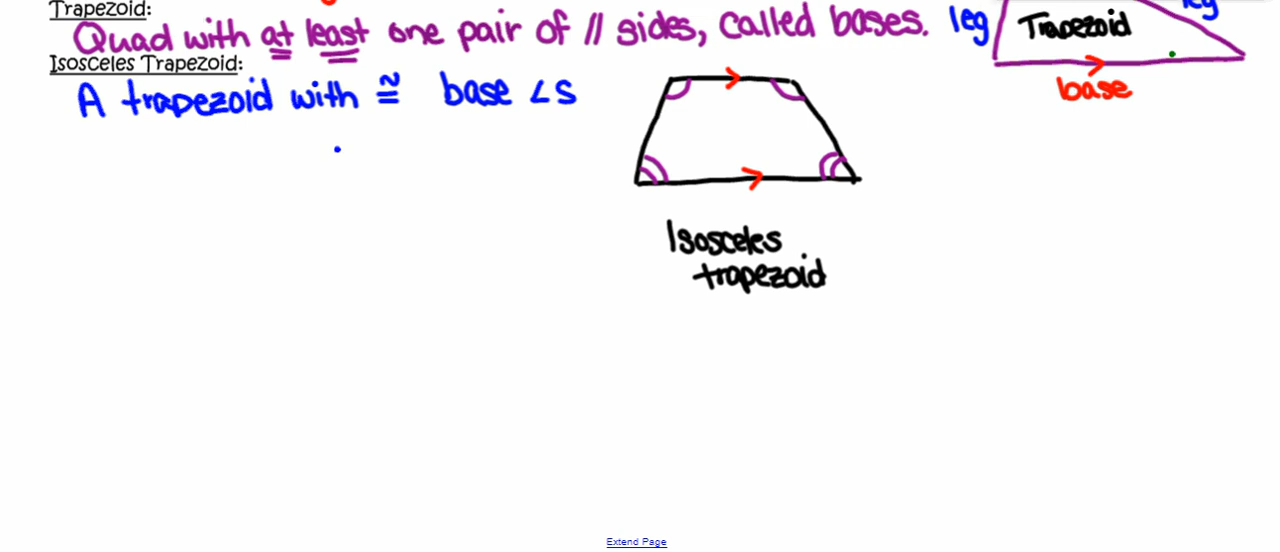 Trapezoid:
Quad with at least one pair of // sides, called bases.
leg
leg
Trapezoid
base
Isosceles Trapezoid:
A trapezoid with ≅ base ∠s
Isosceles
trapezoid
Extend Page